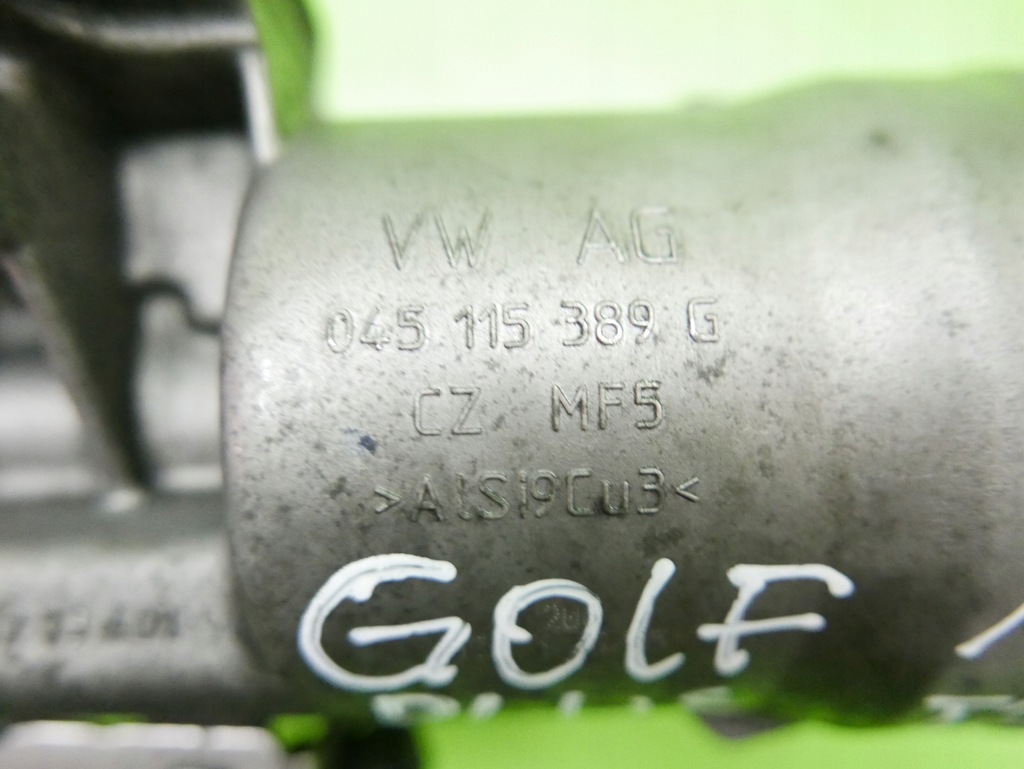 VW AG
045 115 389 G
CZ MF5
>AlSi9Cu3<
GOLF